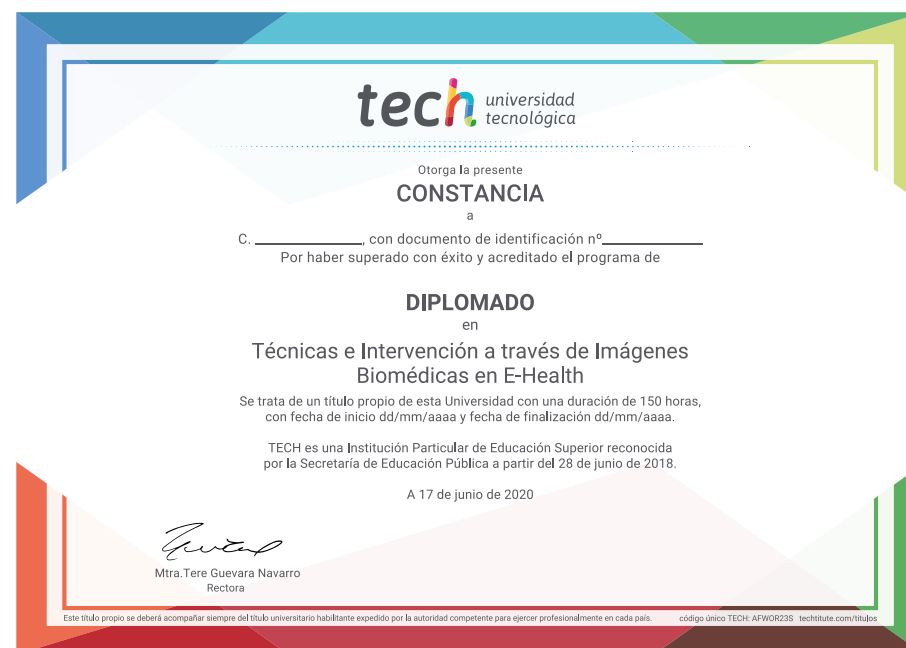 tech universidad
tecnológica
Otorga la presente
CONSTANCIA
a
C. ____________, con documento de identificación nº____________
Por haber superado con éxito y acreditado el programa de
DIPLOMADO
en
Técnicas e Intervención a través de Imágenes
Biomédicas en E-Health
Se trata de un título propio de esta Universidad con una duración de 150 horas,
con fecha de inicio dd/mm/aaaa y fecha de finalización dd/mm/aaaa.
TECH es una Institución Particular de Educación Superior reconocida
por la Secretaría de Educación Pública a partir del 28 de junio de 2018.
A 17 de junio de 2020
Mtra.Tere Guevara Navarro
Rectora
Este título propio se deberá acompañar siempre del título universitario habilitante expedido por la autoridad competente para ejercer profesionalmente en cada país. código único TECH: AFWOR23S techtitute.com/titulos